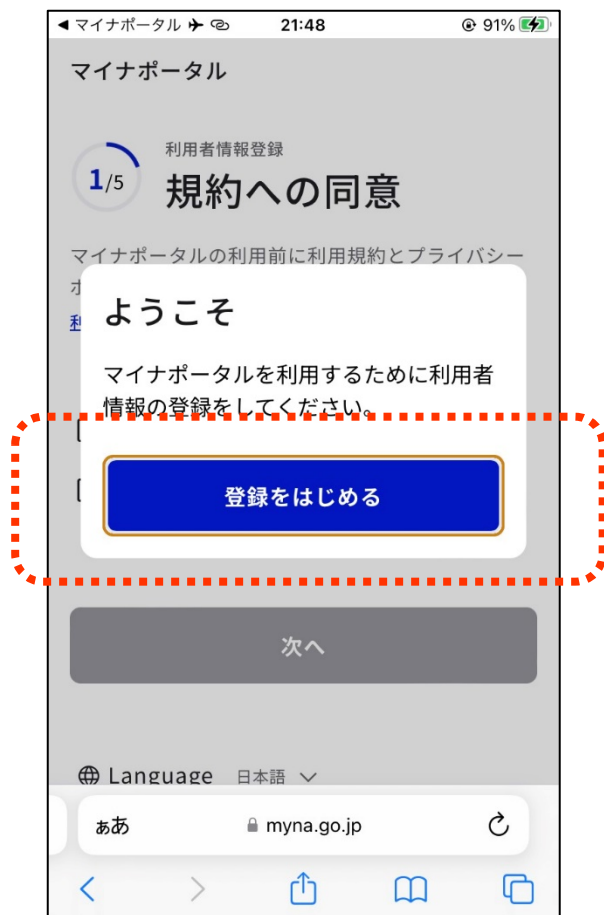 マイナポータル 21:48 91%
マイナポータル
利用者情報登録
1/5
規約への同意
マイナポータルの利用前に利用規約とプライバシー
ようこそ
マイナポータルを利用するために利用者
情報の登録をしてください。
登録をはじめる
次へ
Language 日本語
ぁあ myna.go.jp